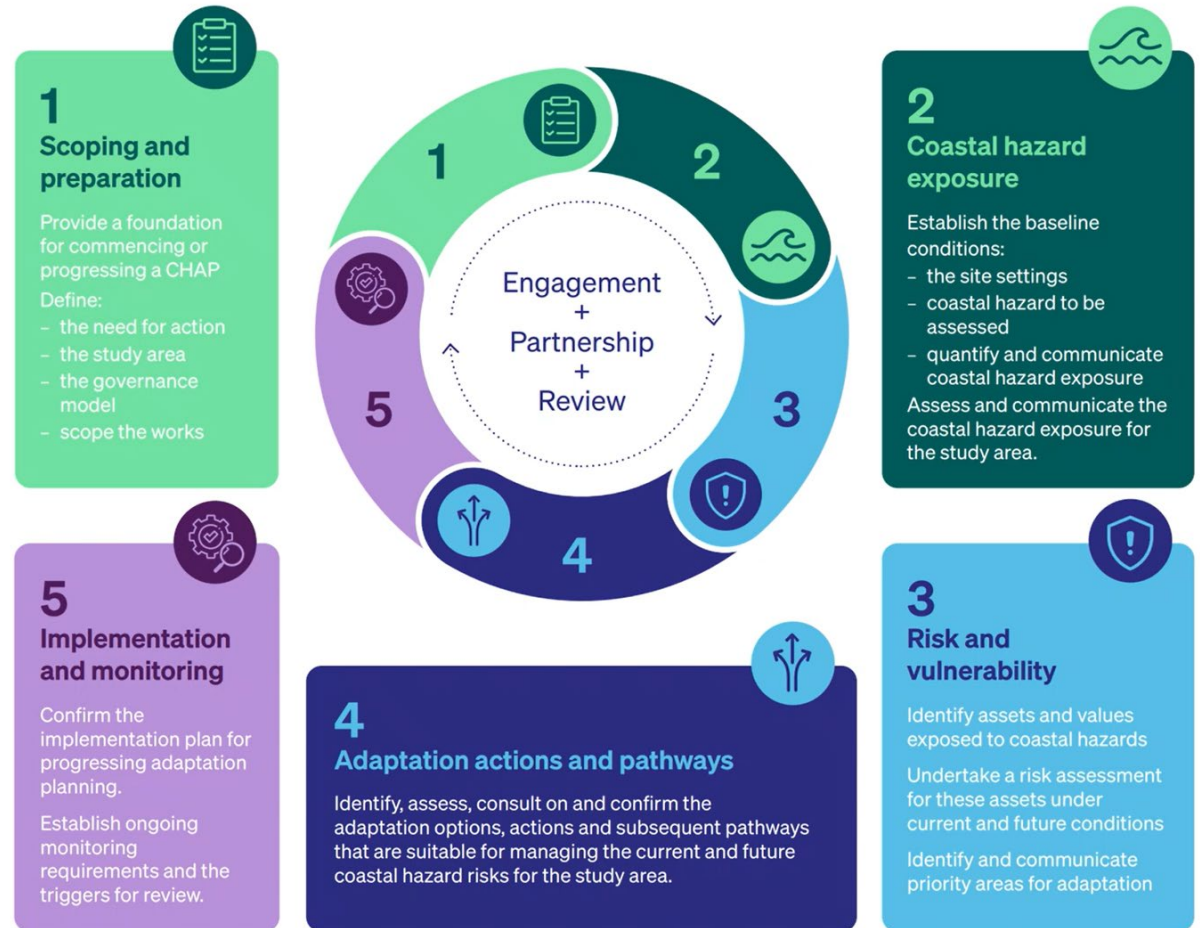 1
Scoping and
preparation
Provide a foundation
for commencing or
progressing a CHAP
Define:
– the need for action
– the study area
– the governance
model
– scope the works
1
2
3
4
5
Engagement
+
Partnership
+
Review
2
Coastal hazard
exposure
Establish the baseline
conditions:
– the site settings
– coastal hazard to be
assessed
– quantify and communicate
coastal hazard exposure
Assess and communicate the
coastal hazard exposure for
the study area.
3
Risk and
vulnerability
Identify assets and values
exposed to coastal hazards
Undertake a risk assessment
for these assets under
current and future conditions
Identify and communicate
priority areas for adaptation
4
Adaptation actions and pathways
Identify, assess, consult on and confirm the
adaptation options, actions and subsequent pathways
that are suitable for managing the current and future
coastal hazard risks for the study area.
5
Implementation
and monitoring
Confirm the
implementation plan for
progressing adaptation
planning.
Establish ongoing
monitoring
requirements and the
triggers for review.